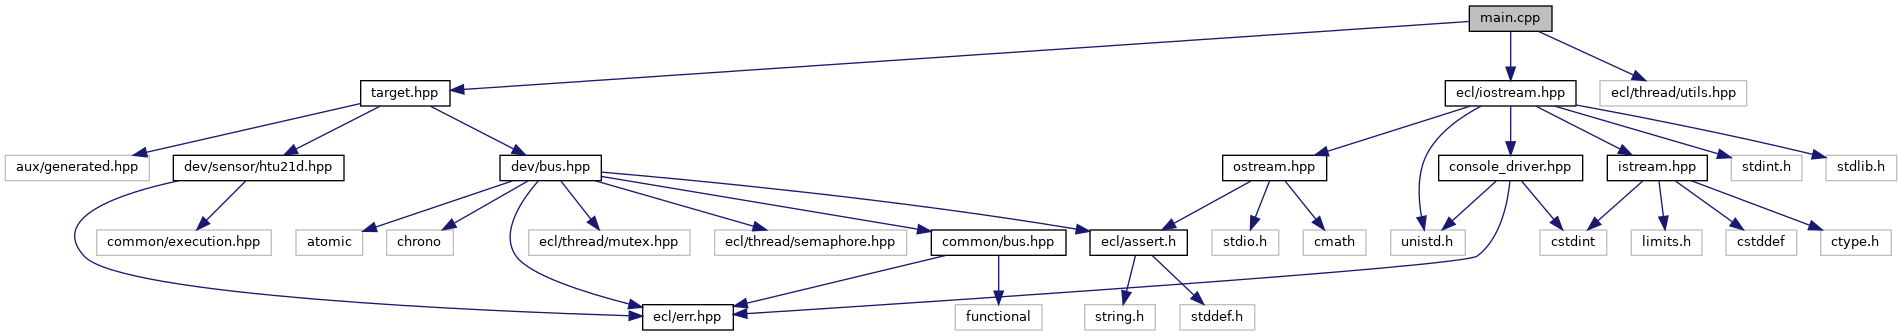 main.cpp
target.hpp
ecl/iostream.hpp
ecl/thread/utils.hpp
aux/generated.hpp
dev/sensor/htu21d.hpp
dev/bus.hpp
ostream.hpp
console_driver.hpp
istream.hpp
stdint.h
stdlib.h
common/execution.hpp
atomic
chrono
ecl/thread/mutex.hpp
ecl/thread/semaphore.hpp
common/bus.hpp
ecl/assert.h
stdio.h
cmath
unistd.h
cstdint
limits.h
cstddef
ctype.h
ecl/err.hpp
functional
string.h
stddef.h